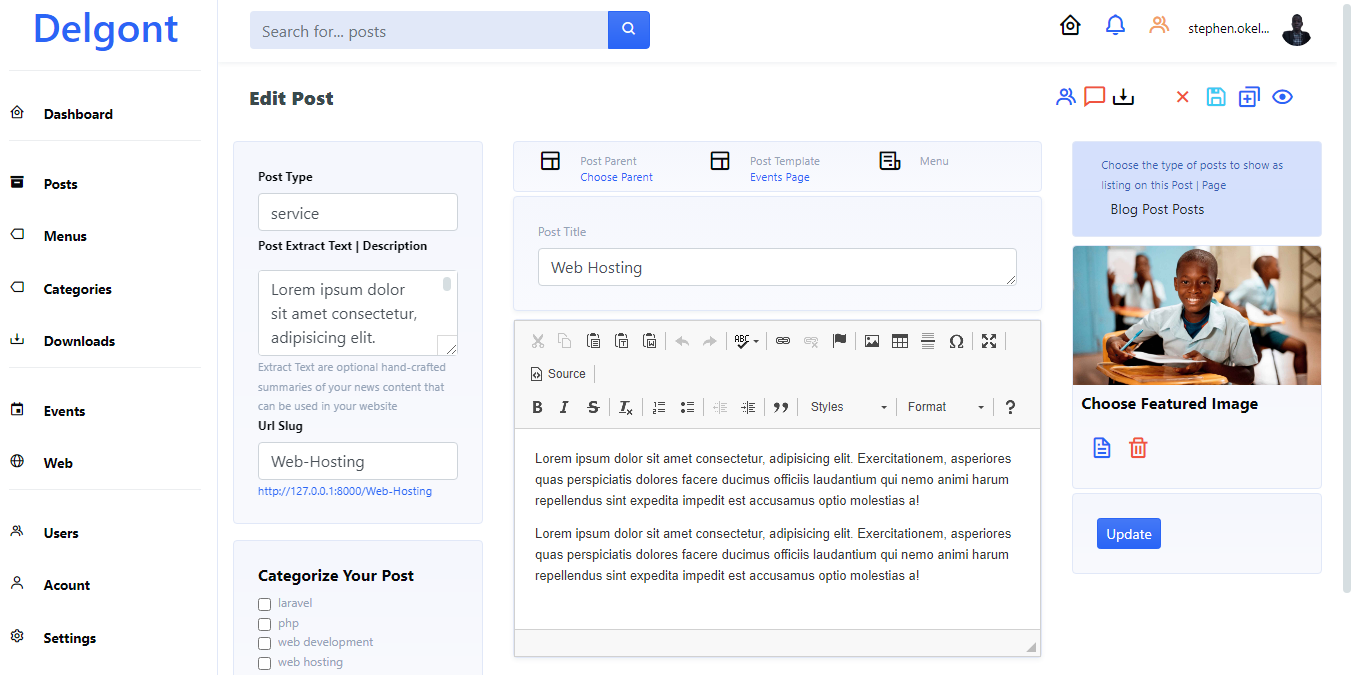 Delgont
Search for... posts
stephen.okel...
Dashboard
Posts
Menus
Categories
Downloads
Events
Web
Users
Acount
Settings
Edit Post
Post Type
service
Post Extract Text | Description
Lorem ipsum dolor
sit amet consectetur,
adipisicing elit.
Extract Text are optional hand-crafted
summaries of your news content that
can be used in your website
Url Slug
Web-Hosting
http://127.0.0.1:8000/Web-Hosting
Categorize Your Post
laravel
php
web development
web hosting
Post Parent
Choose Parent
Post Template
Events Page
Menu
Post Title
Web Hosting
ABC
Source
B I S Tx
Styles
Format
?
Lorem ipsum dolor sit amet consectetur, adipisicing elit. Exercitationem, asperiores
quas perspiciatis dolores facere ducimus officiis laudantium qui nemo animi harum
repellendus sint expedita impedit est accusamus optio molestias a!
Lorem ipsum dolor sit amet consectetur, adipisicing elit. Exercitationem, asperiores
quas perspiciatis dolores facere ducimus officiis laudantium qui nemo animi harum
repellendus sint expedita impedit est accusamus optio molestias a!
Choose the type of posts to show as
listing on this Post | Page
Blog Post Posts
Choose Featured Image
Update